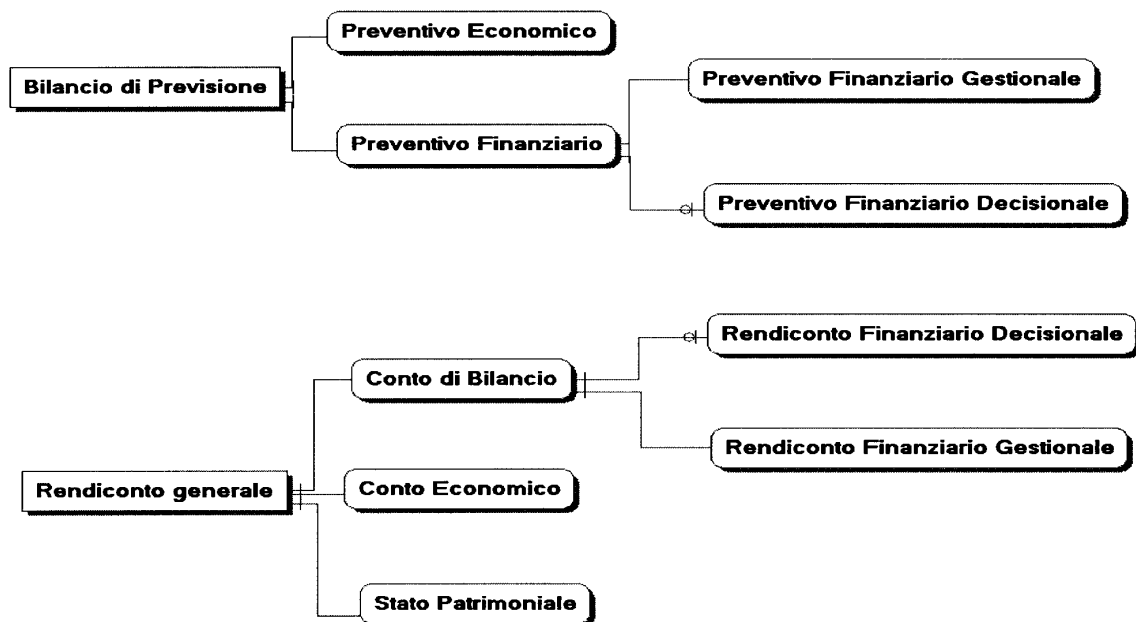 Preventivo Economico
Bilancio di Previsione
Preventivo Finanziario Gestionale
Preventivo Finanziario
Preventivo Finanziario Decisionale
Rendiconto Finanziario Decisionale
Conto di Bilancio
Rendiconto Finanziario Gestionale
Rendiconto generale
Conto Economico
Stato Patrimoniale